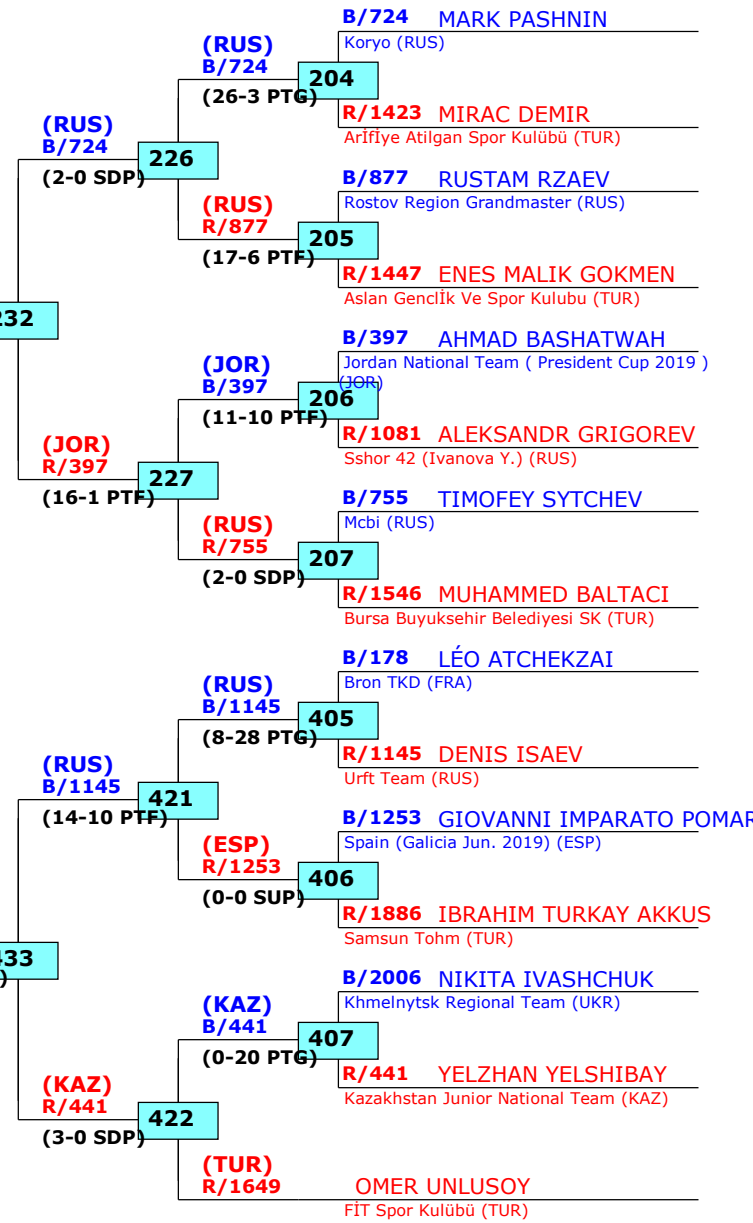 B/724 MARK PASHNIN
Koryo (RUS)
(RUS)
B/724
204
(26-3 PTG)
R/1423 MIRAC DEMIR
Arİfİye Atilgan Spor Kulübü (TUR)
(RUS)
B/724
226
(2-0 SDP)
B/877 RUSTAM RZAEV
Rostov Region Grandmaster (RUS)
(RUS)
R/877
205
(17-6 PTF)
R/1447 ENES MALIK GOKMEN
Aslan Genclİk Ve Spor Kulubu (TUR)
232
B/397 AHMAD BASHATWAH
Jordan National Team ( President Cup 2019 )
(JOR)
(JOR)
B/397
206
(11-10 PTF)
R/1081 ALEKSANDR GRIGOREV
Sshor 42 (Ivanova Y.) (RUS)
(JOR)
R/397
227
(16-1 PTF)
B/755 TIMOFEY SYTCHEV
Mcbi (RUS)
(RUS)
R/755
207
(2-0 SDP)
R/1546 MUHAMMED BALTACI
Bursa Buyuksehir Belediyesi SK (TUR)
B/178 LÉO ATCHEKZAI
Bron TKD (FRA)
(RUS)
B/1145
405
(8-28 PTG)
R/1145 DENIS ISAEV
Urft Team (RUS)
(RUS)
B/1145
421
(14-10 PTF)
B/1253 GIOVANNI IMPARATO POMAR
Spain (Galicia Jun. 2019) (ESP)
(ESP)
R/1253
406
(0-0 SUP)
R/1886 IBRAHIM TURKAY AKKUS
Samsun Tohm (TUR)
433
)
B/2006 NIKITA IVASHCHUK
Khmelnytsk Regional Team (UKR)
(KAZ)
B/441
407
(0-20 PTG)
R/441 YELZHAN YELSHIBAY
Kazakhstan Junior National Team (KAZ)
(KAZ)
R/441
422
(3-0 SDP)
(TUR)
R/1649 OMER UNLUSOY
FİT Spor Kulübü (TUR)